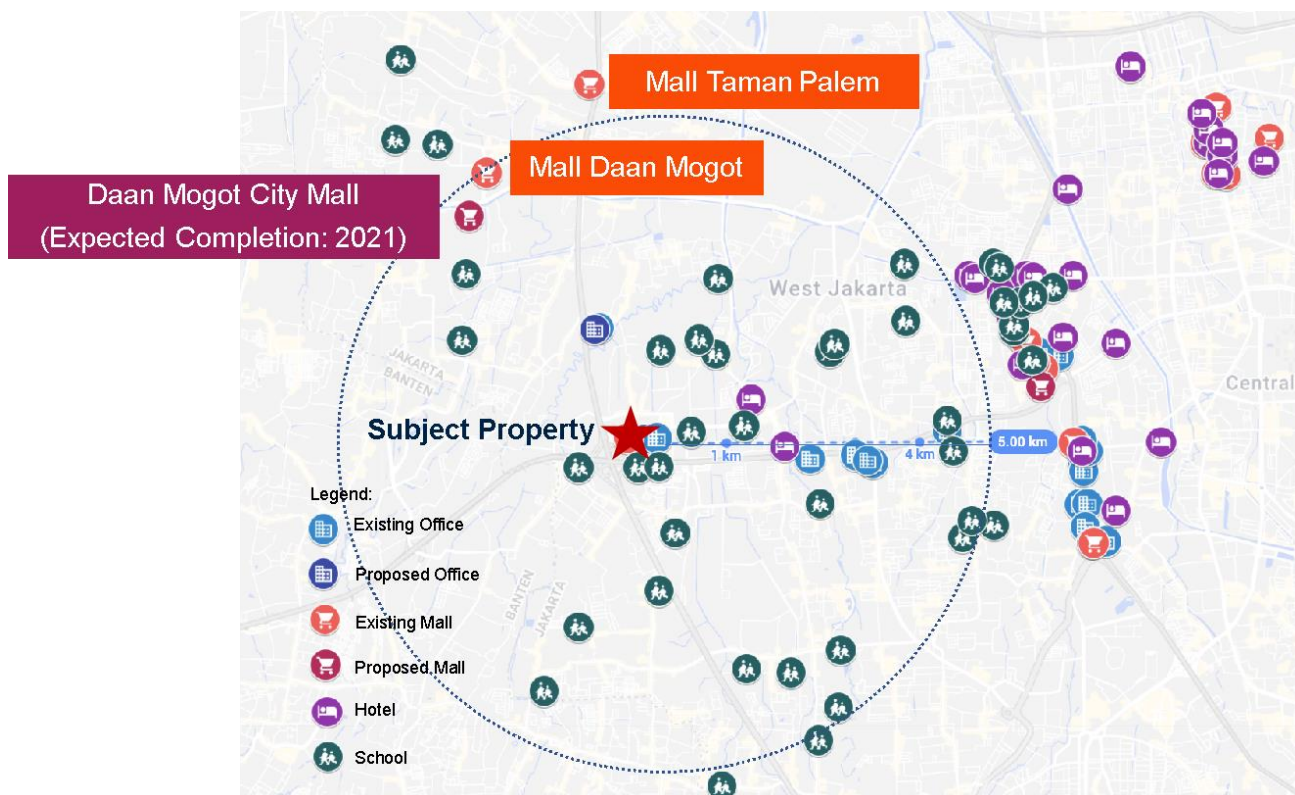 Mall Taman Palem
Mall Daan Mogot
Daan Mogot City Mall
(Expected Completion: 2021)
West Jakarta
JAKARTA
BANTEN
Central
Subject Property
1 km
4 km
5.00 km
Legend:
Existing Office
Proposed Office
Existing Mall
Proposed Mall
Hotel
School
BANTEN
JAKARTA